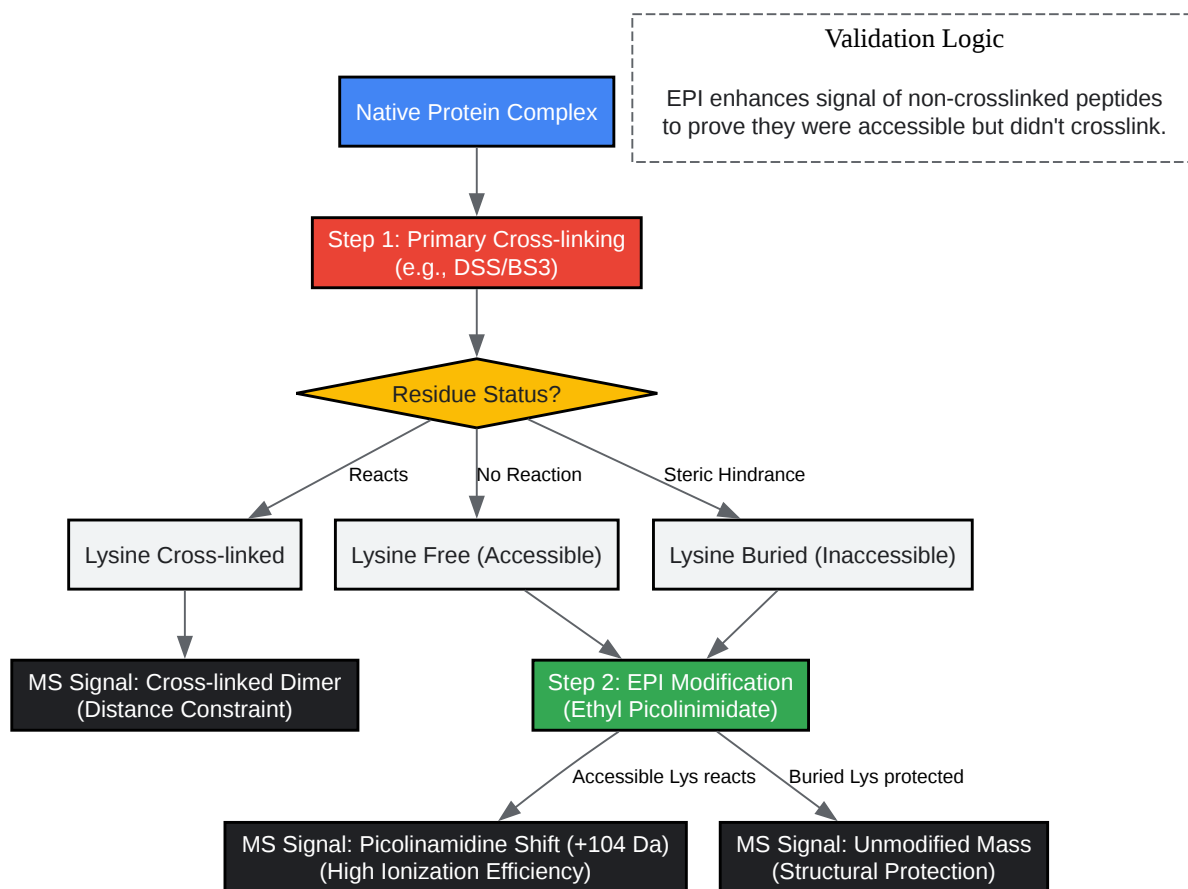 Validation Logic
EPI enhances signal of non-crosslinked peptides
to prove they were accessible but didn't crosslink.
Native Protein Complex
Step 1: Primary Cross-linking
(e.g., DSS/BS3)
Residue Status?
Reacts
No Reaction
Steric Hindrance
Lysine Cross-linked
Lysine Free (Accessible)
Lysine Buried (Inaccessible)
MS Signal: Cross-linked Dimer
(Distance Constraint)
Step 2: EPI Modification
(Ethyl Picolinimidate)
Accessible Lys reacts
Buried Lys protected
MS Signal: Picolinamidine Shift (+104 Da)
(High Ionization Efficiency)
MS Signal: Unmodified Mass
(Structural Protection)